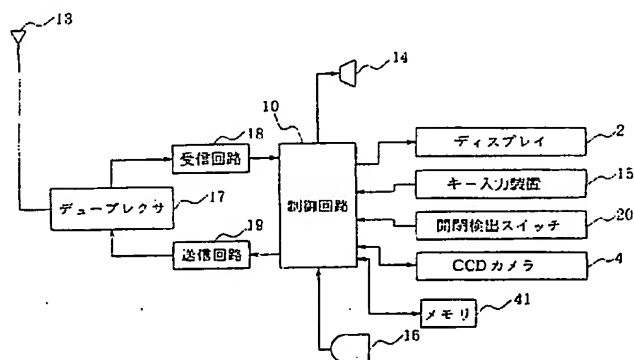 13
14
10
18
受信回路
ディスプレイ
2
キー入力装置
15
デュープレクサ
17
制御回路
開閉検出スイッチ
20
19
送信回路
CCDカメラ
4
メモリ
41
16